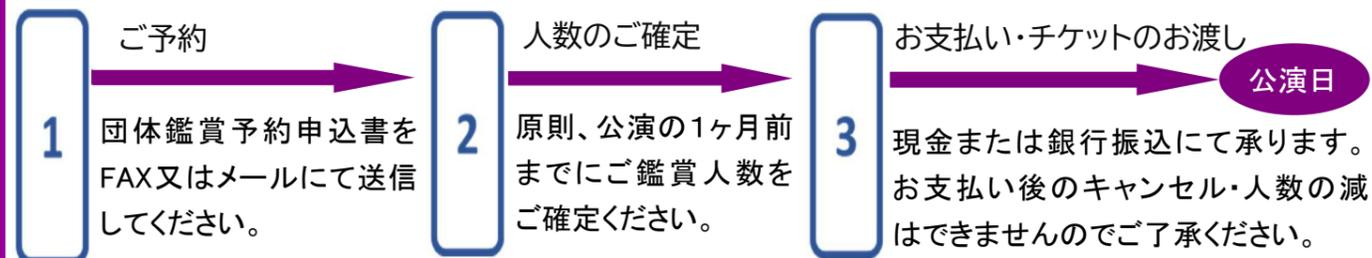 1
ご予約
団体鑑賞予約申込書を
FAX又はメールにて送信
してください。
2
人数のご確定
原則、公演の1ヶ月前
までにご鑑賞人数を
ご確定ください。
3
お支払い・チケットのお渡し
現金または銀行振込にて承ります。
お支払い後のキャンセル・人数の減
はできませんのでご了承ください。
公演日